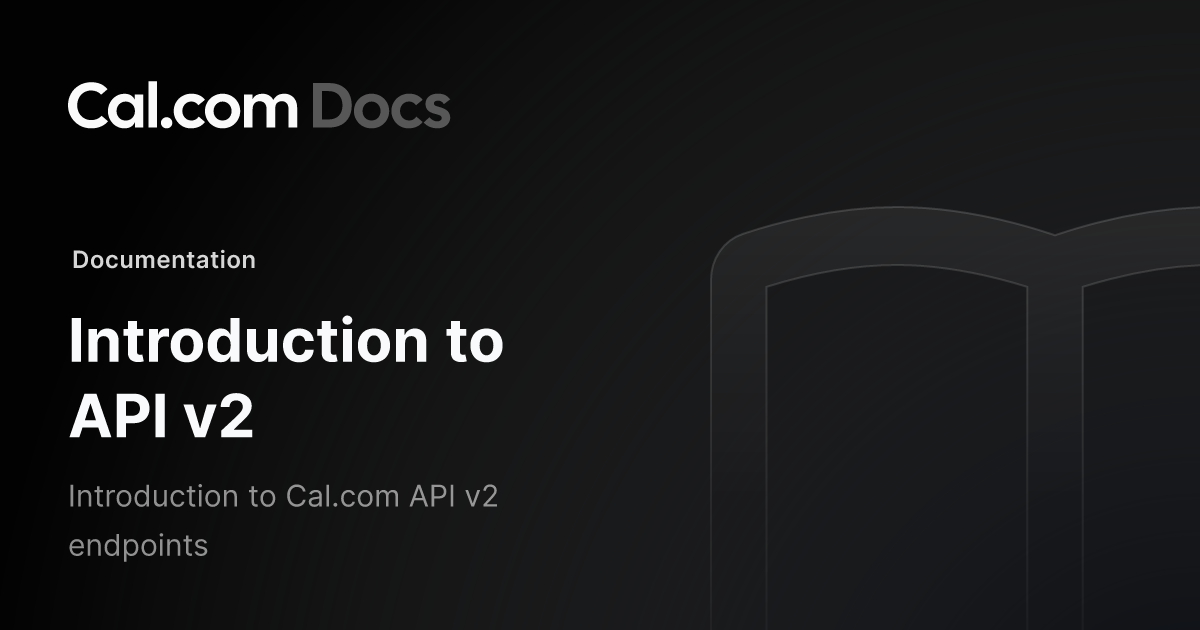 Cal.com Docs
Documentation
Introduction to
API v2
Introduction to Cal.com API v2
endpoints